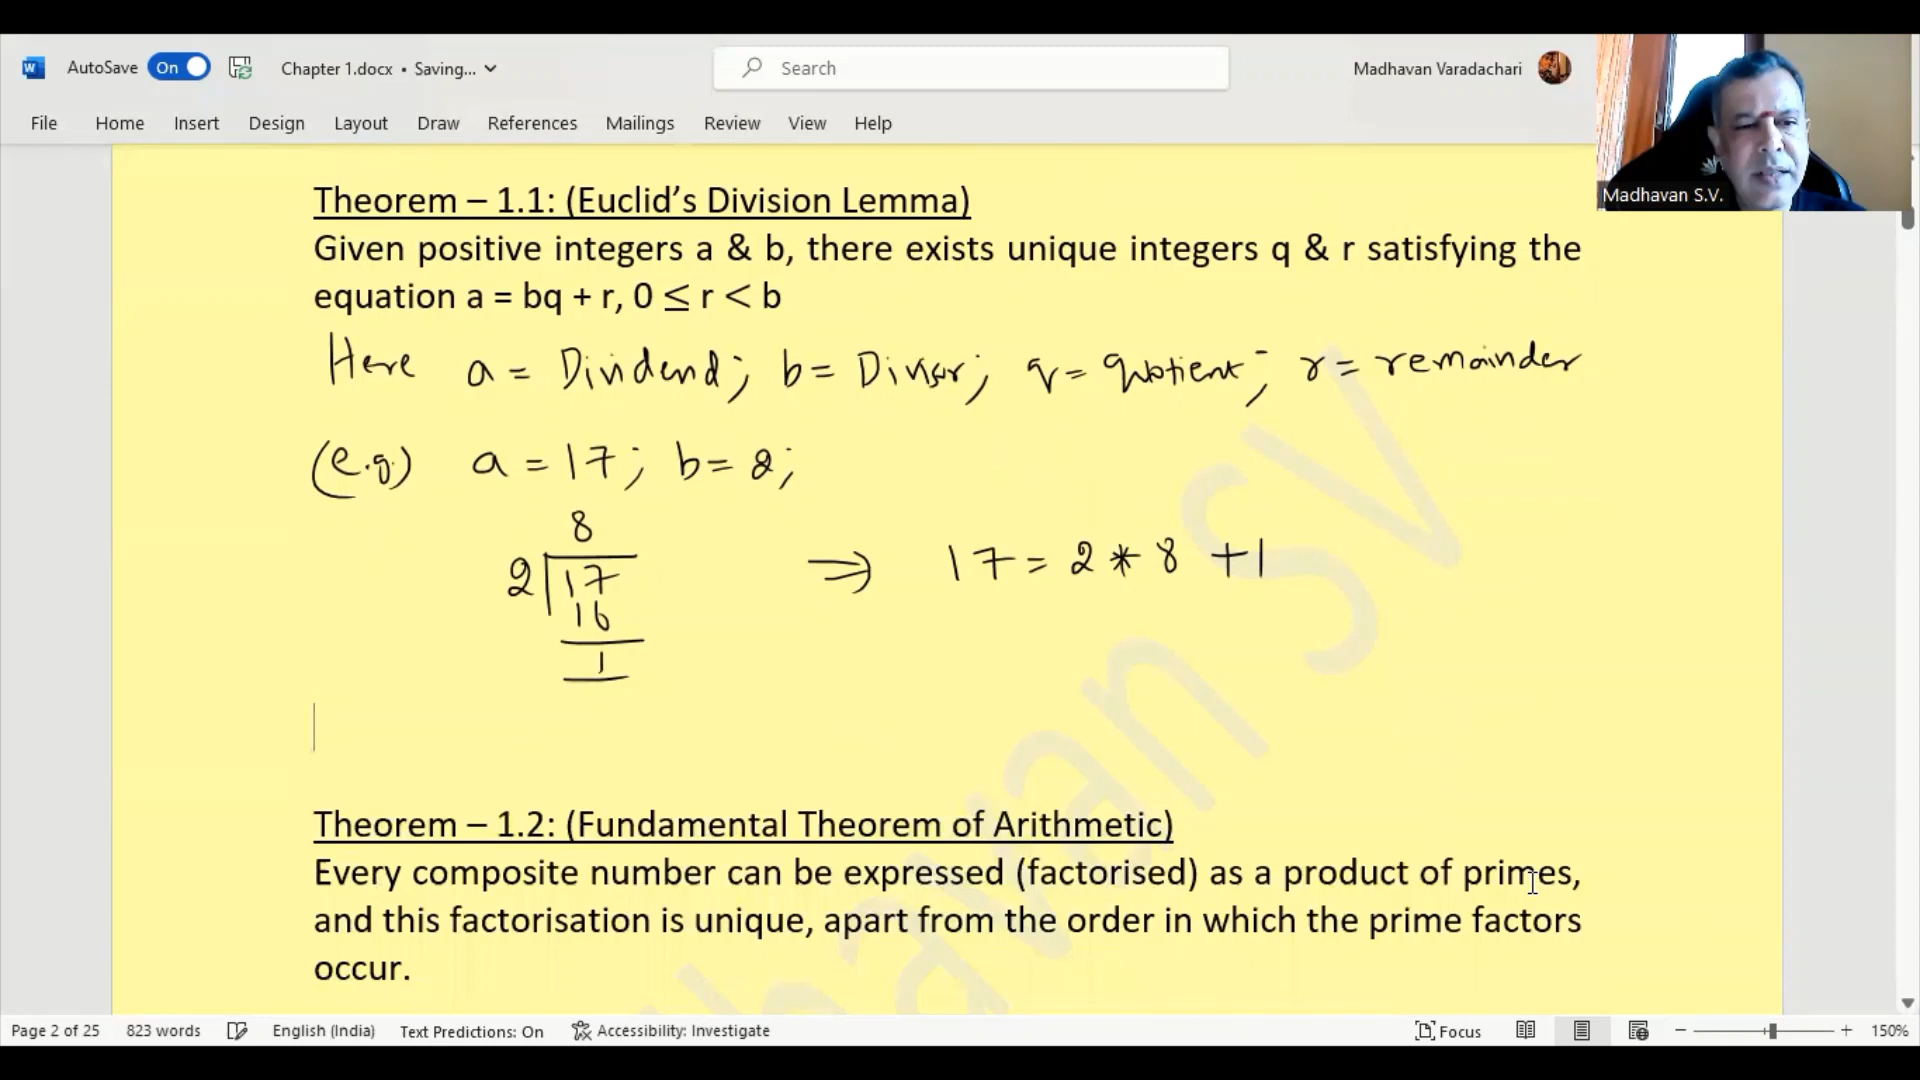 AutoSave On Chapter 1.docx • Saving... Search Madhavan Varadachari
File Home Insert Design Layout Draw References Mailings Review View Help
Madhavan S.V.
Theorem – 1.1: (Euclid’s Division Lemma)
Given positive integers a & b, there exists unique integers q & r satisfying the
equation a = bq + r, 0 ≤ r < b
Here a = Dividend; b = Divisor; q = quotient; r = remainder
(e.g.) a = 17; b = 2;
8
2 17 ⇒ 17 = 2 * 8 + 1
16
1
Theorem – 1.2: (Fundamental Theorem of Arithmetic)
Every composite number can be expressed (factorised) as a product of primes,
and this factorisation is unique, apart from the order in which the prime factors
occur.
Madhavan SV
Page 2 of 25 823 words English (India) Text Predictions: On Accessibility: Investigate Focus 150%